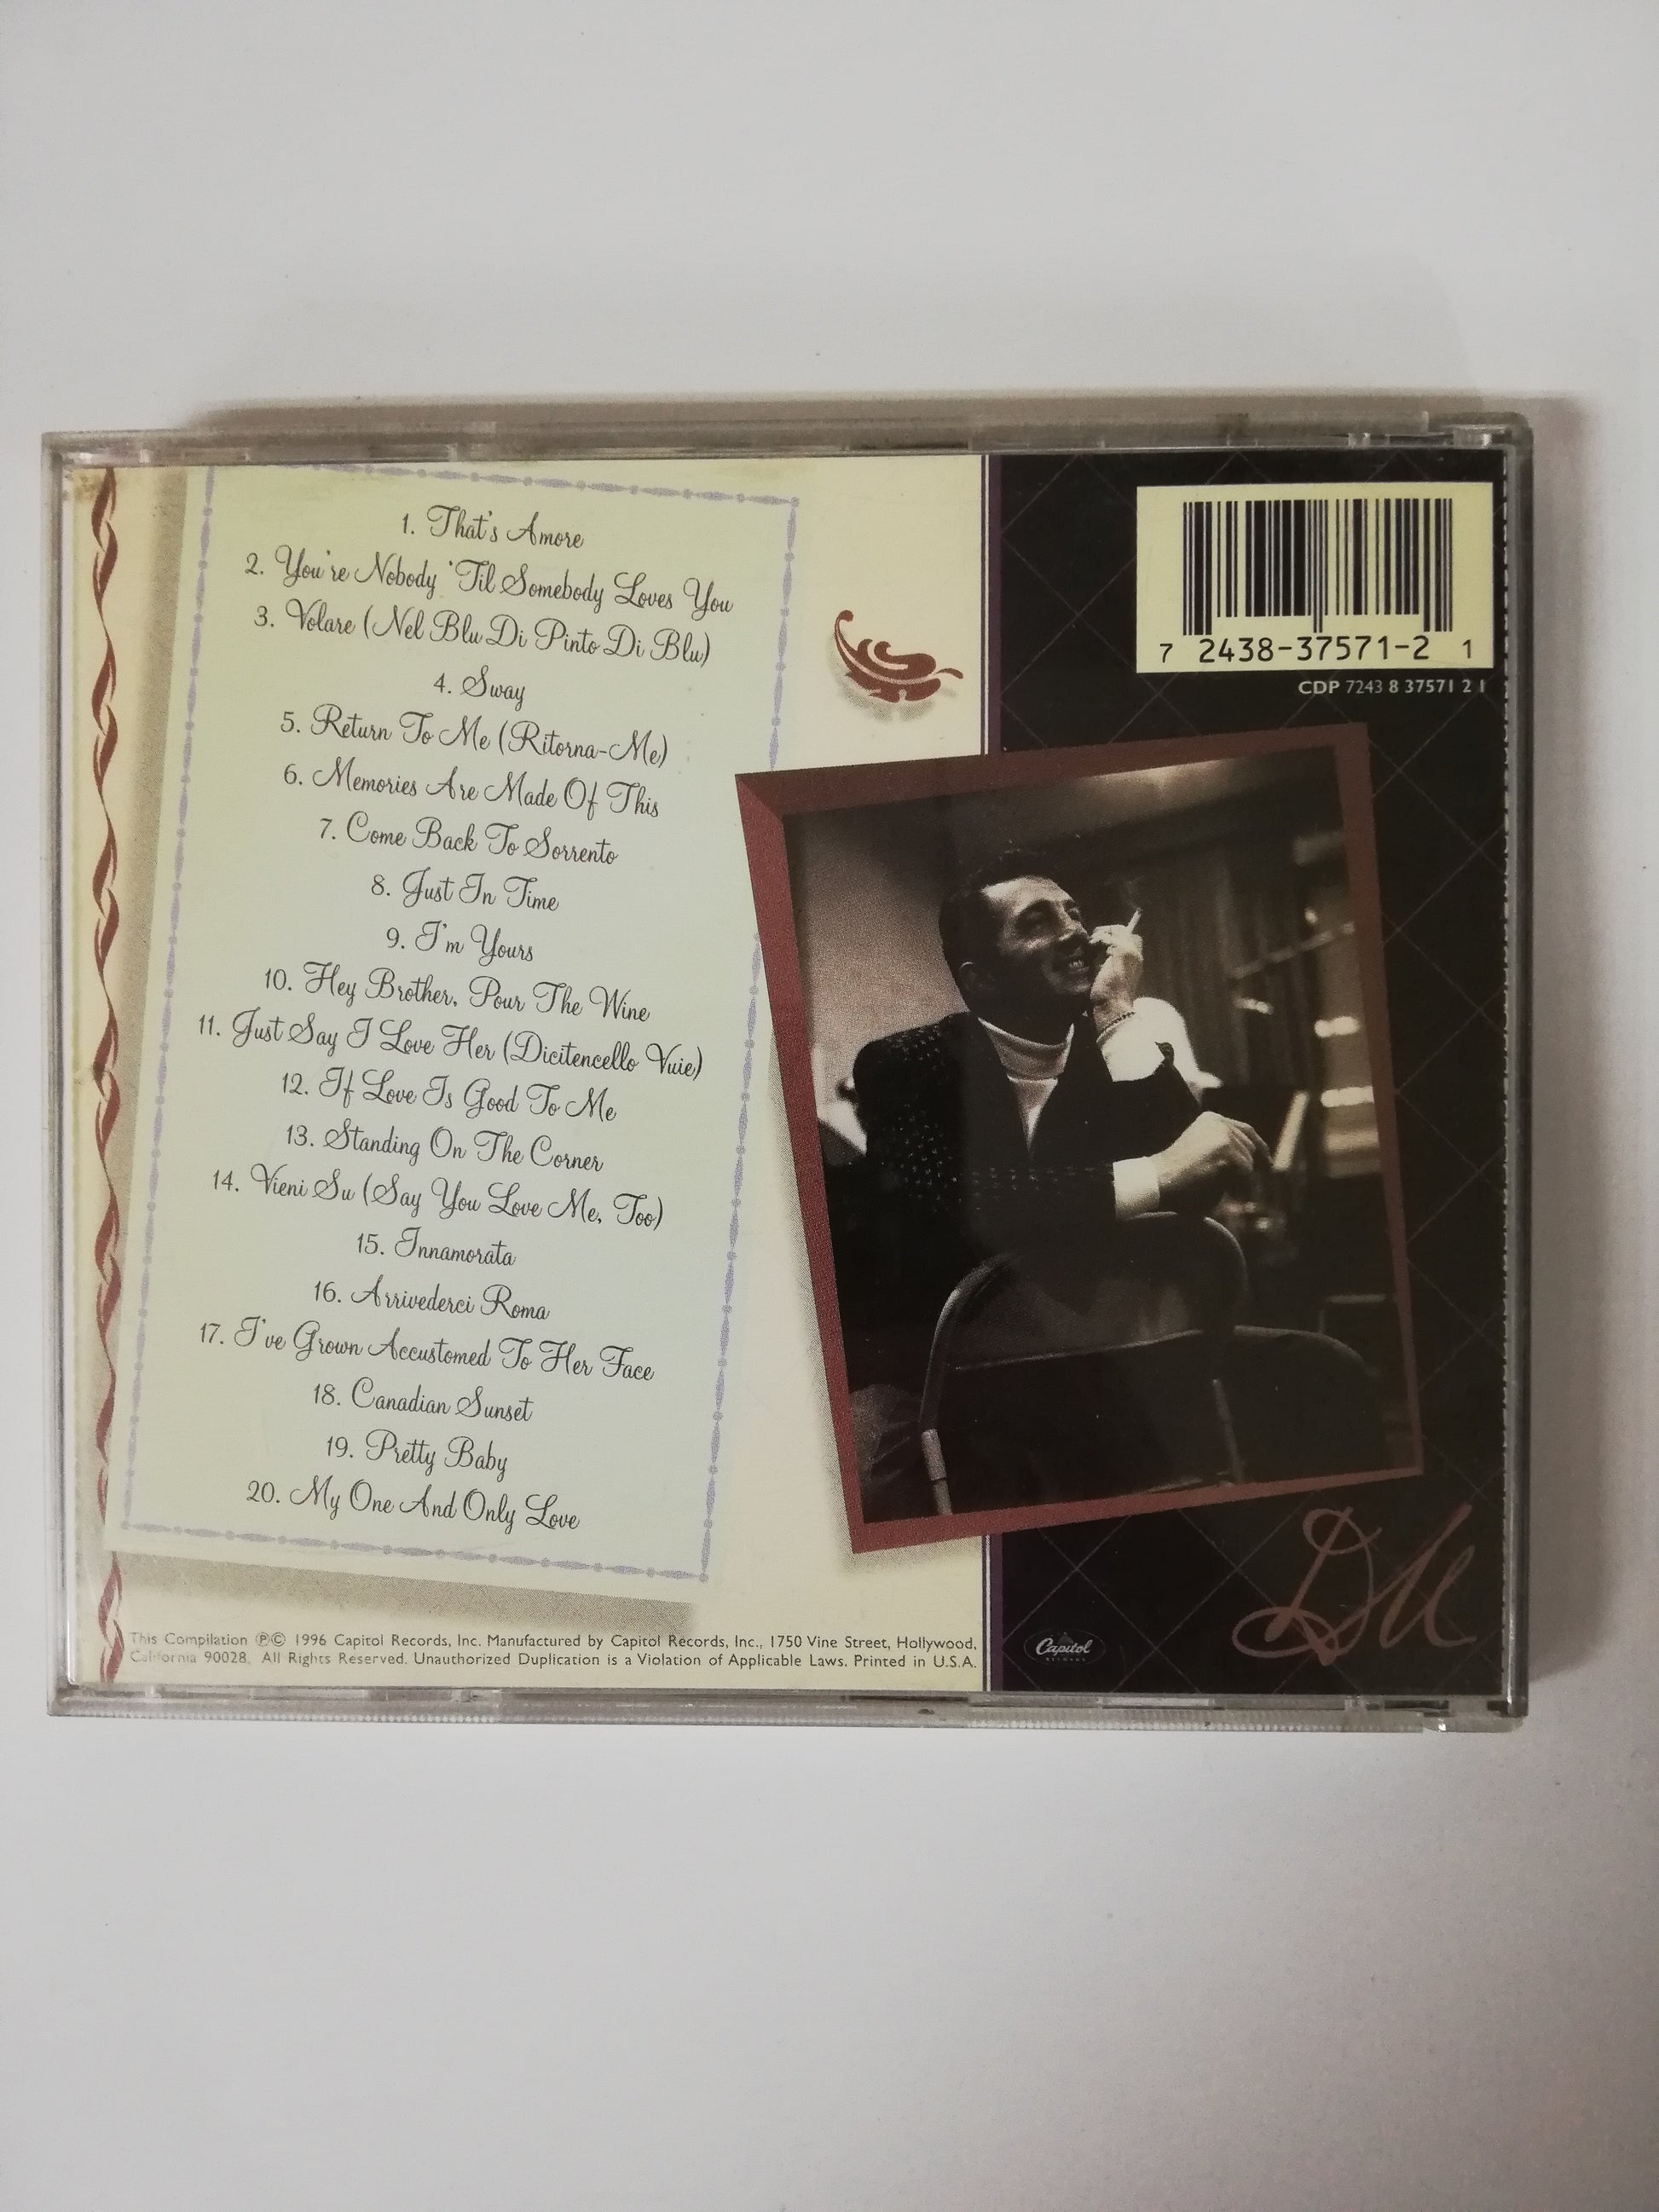 1. That's Amore
2. You're Nobody 'Til Somebody Loves You
3. Volare (Nel Blu Di Pinto Di Blu)
4. Sway
5. Return To Me (Ritorna-Me)
6. Memories Are Made Of This
7. Come Back To Sorrento
8. Just In Time
9. I'm Yours
10. Hey Brother, Pour The Wine
11. Just Say I Love Her (Dicitencello Vuie)
12. If Love Is Good To Me
13. Standing On The Corner
14. Vieni Su (Say You Love Me, Too)
15. Innamorata
16. Arrivederci Roma
17. I've Grown Accustomed To Her Face
18. Canadian Sunset
19. Pretty Baby
20. My One And Only Love
This Compilation ℗© 1996 Capitol Records, Inc. Manufactured by Capitol Records, Inc., 1750 Vine Street, Hollywood,
California 90028. All Rights Reserved. Unauthorized Duplication is a Violation of Applicable Laws. Printed in U.S.A.
7 2438-37571-2 1
CDP 7243 8 37571 2 1
DM
Capitol
RECORDS